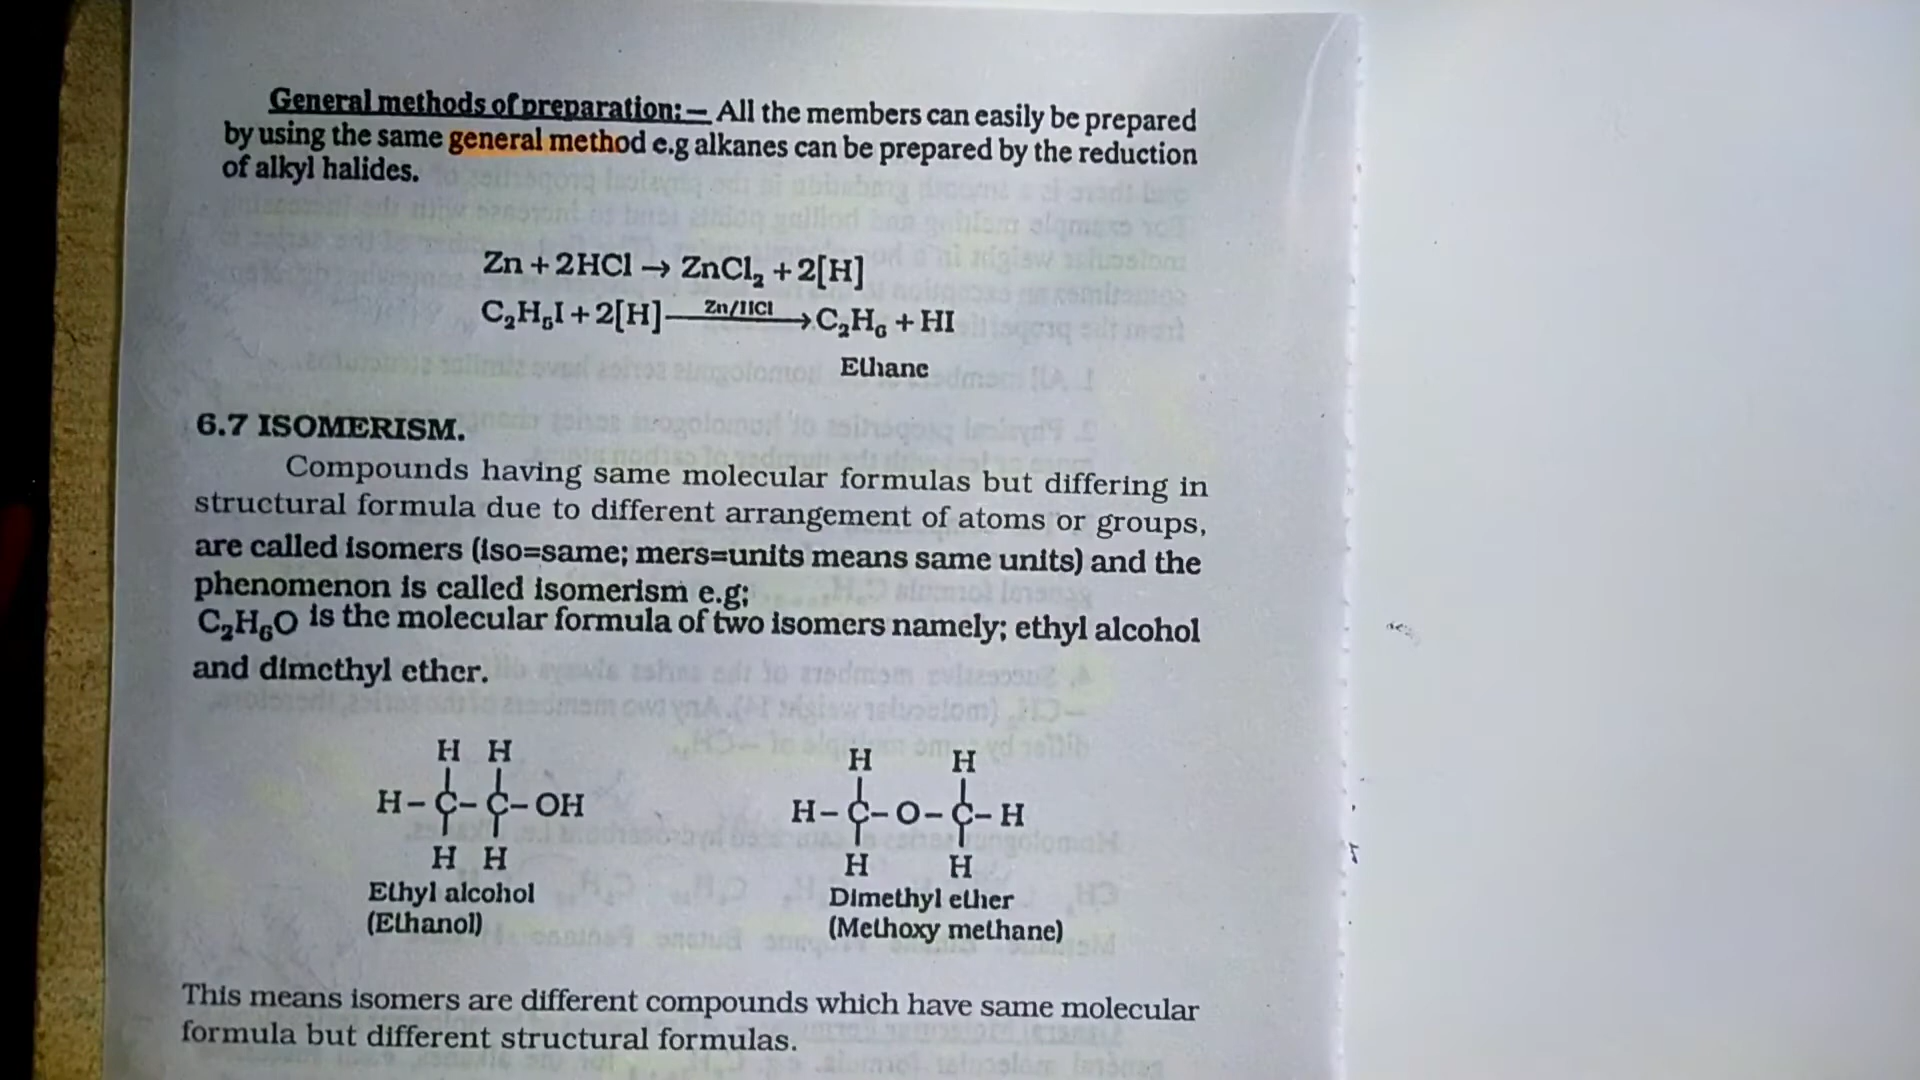 General methods of preparation:– All the members can easily be prepared
by using the same general method e.g alkanes can be prepared by the reduction
of alkyl halides.
Zn + 2HCl → ZnCl₂ + 2[H]
C₂H₅I + 2[H] —Zn/HCl→ C₂H₆ + HI
Ethane
6.7 ISOMERISM.
Compounds having same molecular formulas but differing in
structural formula due to different arrangement of atoms or groups,
are called isomers (iso=same; mers=units means same units) and the
phenomenon is called isomerism e.g;
C₂H₆O is the molecular formula of two isomers namely; ethyl alcohol
and dimethyl ether.
H H
H–C–C–OH
H H
Ethyl alcohol
(Ethanol)
H H
H–C–O–C–H
H H
Dimethyl ether
(Methoxy methane)
This means isomers are different compounds which have same molecular
formula but different structural formulas.